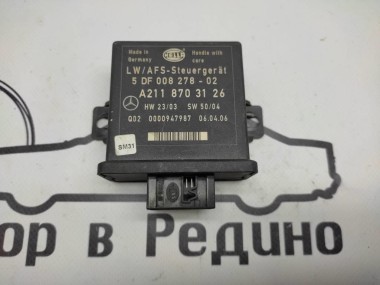 Made in
Germany
HELLA
Handle with
care
LW/AFS-Steuergerät
5 DF 008 278 - 02
A211 870 31 26
HW 23/03 SW 50/04
Q02 0000947987 06.04.06
SM31
ор в Редино